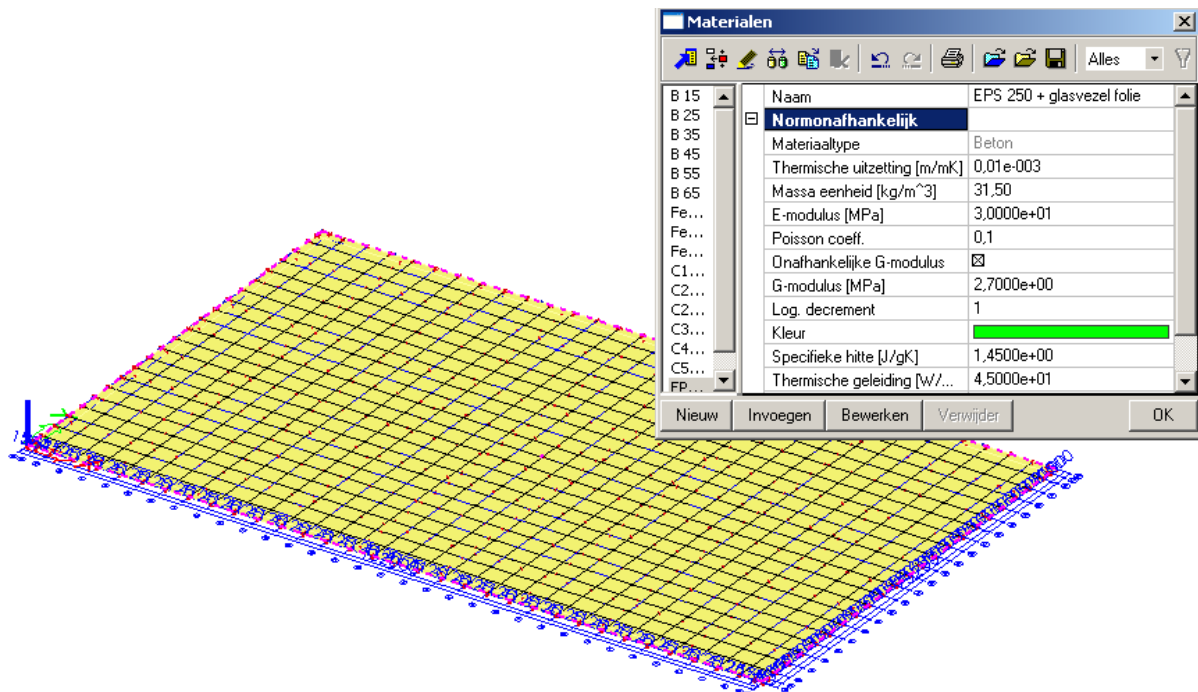 Materialen
Alles
B 15
B 25
B 35
B 45
B 55
B 65
Fe...
Fe...
Fe...
C1...
C2...
C2...
C3...
C4...
C5...
EP...
Naam EPS 250 + glasvezel folie
Normonafhankelijk
Materiaaltype Beton
Thermische uitzetting [m/mK] 0,01e-003
Massa eenheid [kg/m^3] 31,50
E-modulus [MPa] 3,0000e+01
Poisson coeff. 0,1
Onafhankelijke G-modulus
G-modulus [MPa] 2,7000e+00
Log. decrement 1
Kleur
Specifieke hitte [J/gK] 1,4500e+00
Thermische geleiding [W/... 4,5000e+01
Nieuw Invoegen Bewerken Verwijder OK